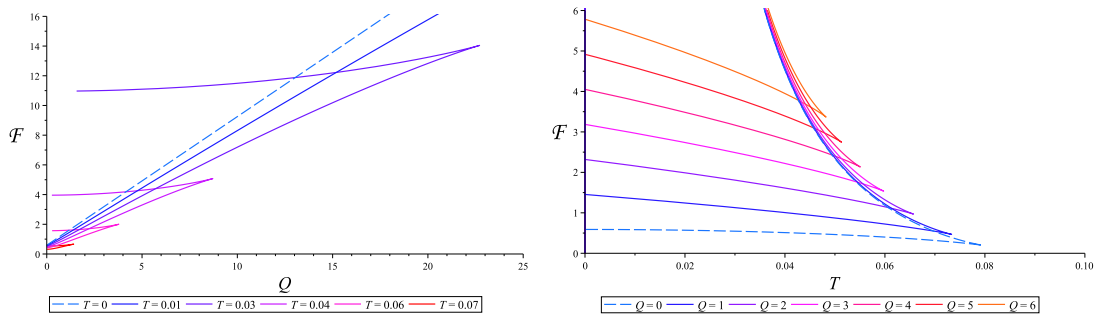 16
14
12
10
8
6
4
2
0
ℱ
0 5 10 15 20 25
Q
T = 0 T = 0.01 T = 0.03 T = 0.04 T = 0.06 T = 0.07
6
5
4
3
2
1
0
ℱ
0 0.02 0.04 0.06 0.08 0.10
T
Q = 0 Q = 1 Q = 2 Q = 3 Q = 4 Q = 5 Q = 6